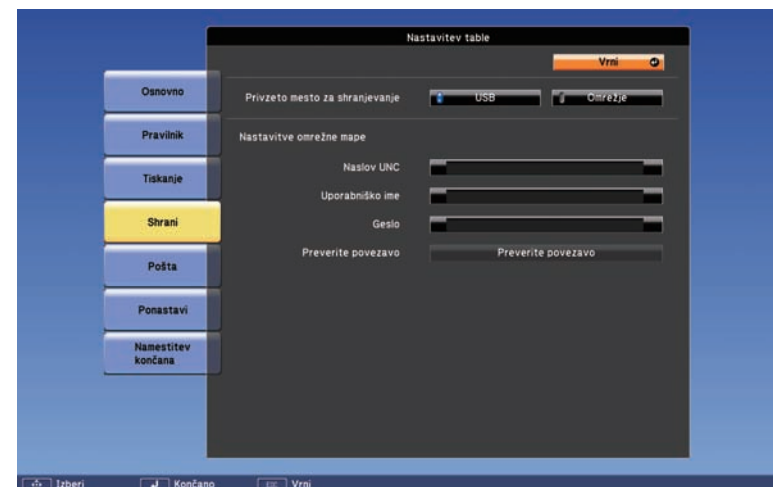 Nastavitev table
Vrni
Osnovno
Privzeto mesto za shranjevanje
USB
Omrežje
Pravilnik
Nastavitve omrežne mape
Tiskanje
Naslov UNC
Uporabniško ime
Shrani
Geslo
Pošta
Preverite povezavo
Preverite povezavo
Ponastavi
Namestitev
končana
Izberi
Končano
Esc
Vrni